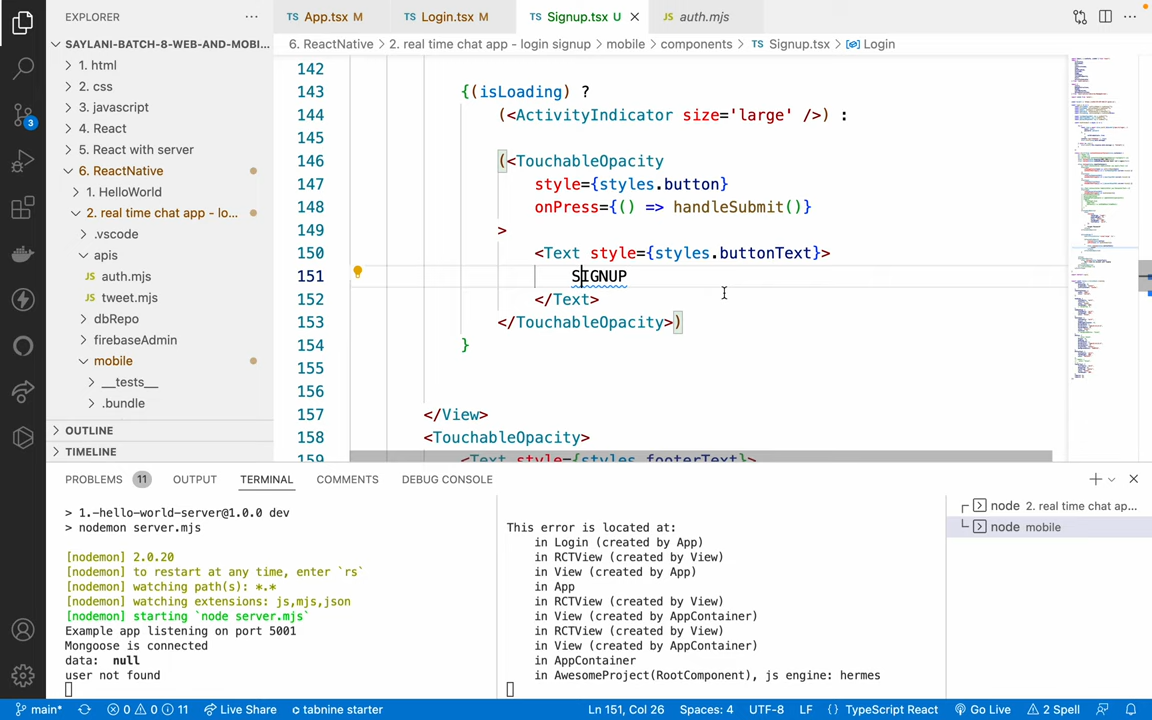 EXPLORER
App.tsx M
Login.tsx M
Signup.tsx U
JS auth.mjs
SAYLANI-BATCH-8-WEB-AND-MOBI...
6. ReactNative > 2. real time chat app - login signup > mobile > components > Signup.tsx > Login
1. html
2. css
3. javascript
4. React
5. React with server
6. ReactNative
1. HelloWorld
2. real time chat app - lo...
.vscode
apis
JS auth.mjs
JS tweet.mjs
dbRepo
firebaseAdmin
mobile
__tests__
.bundle
OUTLINE
TIMELINE
3
142
143 {(isLoading) ?
144 (<ActivityIndicator size='large' />) :
145
146 (<TouchableOpacity
147 style={styles.button}
148 onPress={() => handleSubmit()}
149 >
150 <Text style={styles.buttonText}>
151 SIGNUP
152 </Text>
153 </TouchableOpacity>)
154 }
155
156
157 </View>
158 <TouchableOpacity>
159 <Text style={styles.footerText}>
PROBLEMS 11 OUTPUT TERMINAL COMMENTS DEBUG CONSOLE
> 1.-hello-world-server@1.0.0 dev
> nodemon server.mjs
[nodemon] 2.0.20
[nodemon] to restart at any time, enter `rs`
[nodemon] watching path(s): *.*
[nodemon] watching extensions: js,mjs,json
[nodemon] starting `node server.mjs`
Example app listening on port 5001
Mongoose is connected
data: null
user not found
This error is located at:
in Login (created by App)
in RCTView (created by View)
in View (created by App)
in App
in RCTView (created by View)
in View (created by AppContainer)
in RCTView (created by View)
in View (created by AppContainer)
in AppContainer
in AwesomeProject(RootComponent), js engine: hermes
node 2. real time chat ap...
node mobile
main* 0 0 11 Live Share tabnine starter Ln 151, Col 26 Spaces: 4 UTF-8 LF {} TypeScript React Go Live 2 Spell